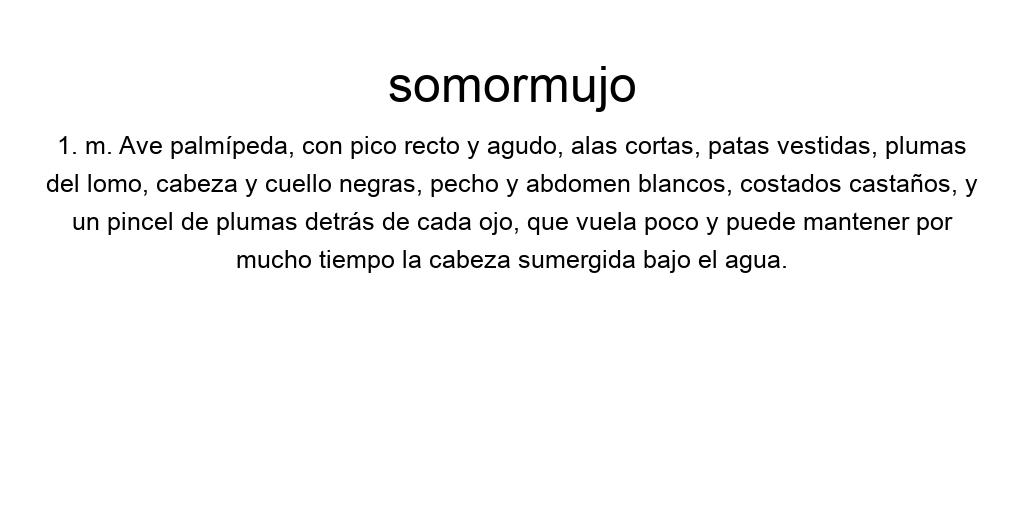 somormujo
1. m. Ave palmípeda, con pico recto y agudo, alas cortas, patas vestidas, plumas
del lomo, cabeza y cuello negras, pecho y abdomen blancos, costados castaños, y
un pincel de plumas detrás de cada ojo, que vuela poco y puede mantener por
mucho tiempo la cabeza sumergida bajo el agua.